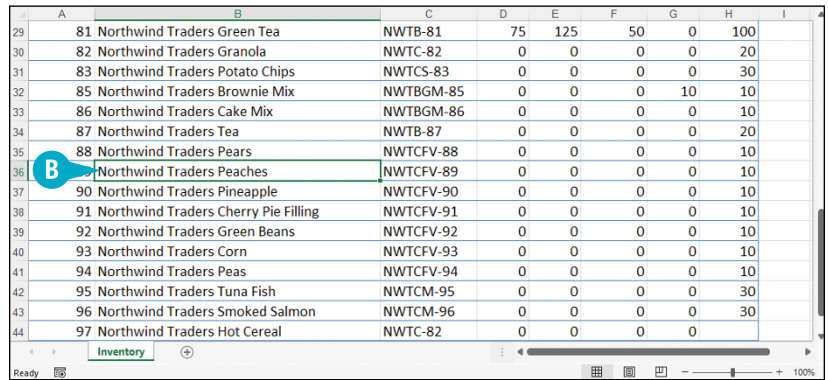 A B C D E F G H I
29 81 Northwind Traders Green Tea NWTB-81 75 125 50 0 100
30 82 Northwind Traders Granola NWTC-82 0 0 0 0 20
31 83 Northwind Traders Potato Chips NWTCS-83 0 0 0 0 30
32 85 Northwind Traders Brownie Mix NWTBGM-85 0 0 0 10 10
33 86 Northwind Traders Cake Mix NWTBGM-86 0 0 0 0 10
34 87 Northwind Traders Tea NWTB-87 0 0 0 0 20
35 88 Northwind Traders Pears NWTCFV-88 0 0 0 0 10
36 B Northwind Traders Peaches NWTCFV-89 0 0 0 0 10
37 90 Northwind Traders Pineapple NWTCFV-90 0 0 0 0 10
38 91 Northwind Traders Cherry Pie Filling NWTCFV-91 0 0 0 0 10
39 92 Northwind Traders Green Beans NWTCFV-92 0 0 0 0 10
40 93 Northwind Traders Corn NWTCFV-93 0 0 0 0 10
41 94 Northwind Traders Peas NWTCFV-94 0 0 0 0 10
42 95 Northwind Traders Tuna Fish NWTCM-95 0 0 0 0 30
43 96 Northwind Traders Smoked Salmon NWTCM-96 0 0 0 0 30
44 97 Northwind Traders Hot Cereal NWTC-82 0 0 0 0
Inventory
Ready 100%